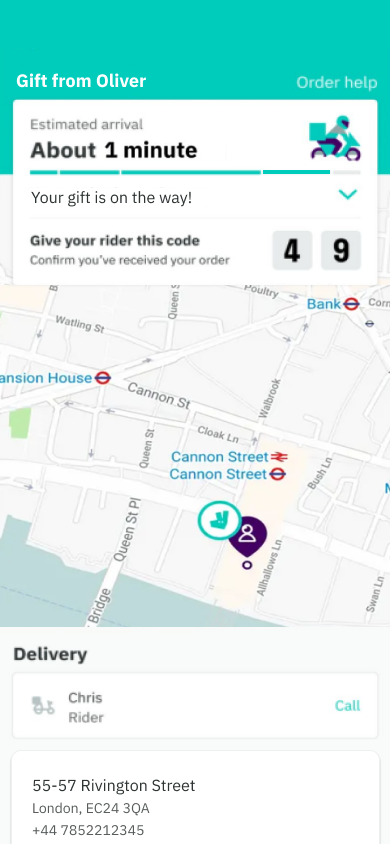 Gift from Oliver
Order help
Estimated arrival
About 1 minute
Your gift is on the way!
Give your rider this code
Confirm you've received your order
4 9
Poultry
Bank
Watling St
Queen S
ansion House
Cannon St
Walbrook
Cloak Ln
Queen St
Cannon Street
Cannon Street
Bush Ln
Queen St Pl
Allhallows Ln
Bridge
Swan Ln
Delivery
Chris
Rider
Call
55-57 Rivington Street
London, EC24 3QA
+44 7852212345